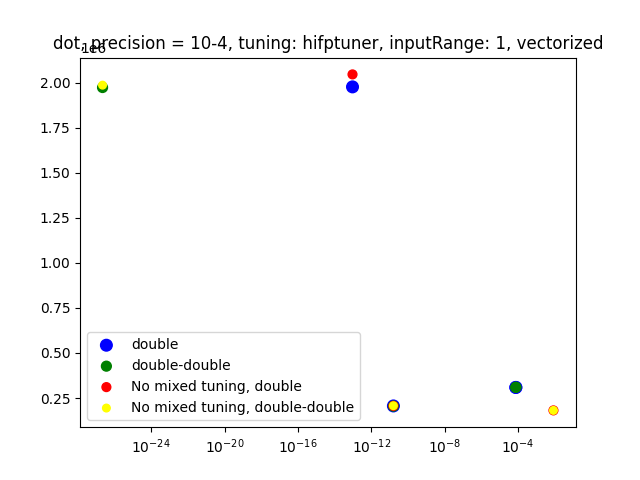 dot, precision = 10-4, tuning: hifptuner, inputRange: 1, vectorized
1e6
2.00
1.75
1.50
1.25
1.00
0.75
0.50
0.25
double
double-double
No mixed tuning, double
No mixed tuning, double-double
10⁻²⁴ 10⁻²⁰ 10⁻¹⁶ 10⁻¹² 10⁻⁸ 10⁻⁴